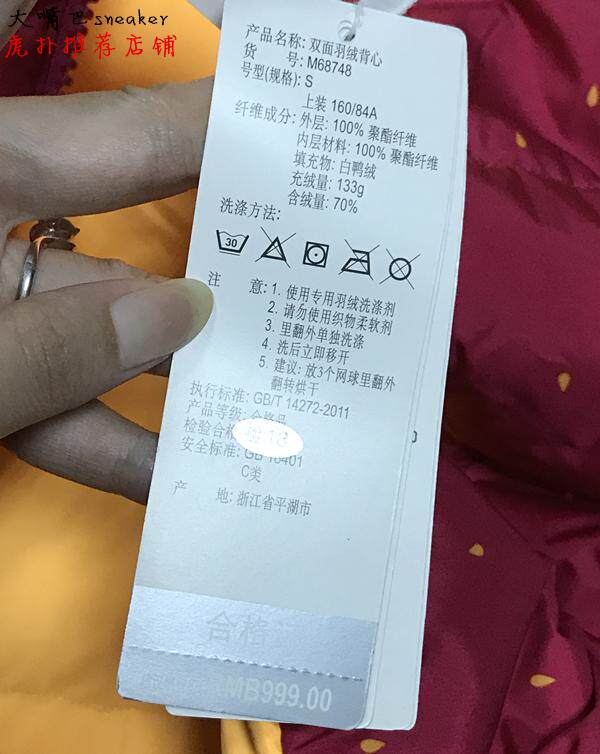 大嘴巴sneaker
虎扑推荐店铺
产品名称: 双面羽绒背心
货 号: M68748
号型(规格): S
上装 160/84A
纤维成分: 外层: 100% 聚酯纤维
内层材料: 100% 聚酯纤维
填充物: 白鸭绒
充绒量: 133g
含绒量: 70%
洗涤方法:
30
注 意: 1. 使用专用羽绒洗涤剂
2. 请勿使用织物柔软剂
3. 里翻外单独洗涤
4. 洗后立即移开
5. 建议: 放3个网球里翻外
翻转烘干
执行标准: GB/T 14272-2011
产品等级: 合格品
检验合格
安全标准: GB 18401
C类
产 地: 浙江省平湖市
合格
RMB999.00